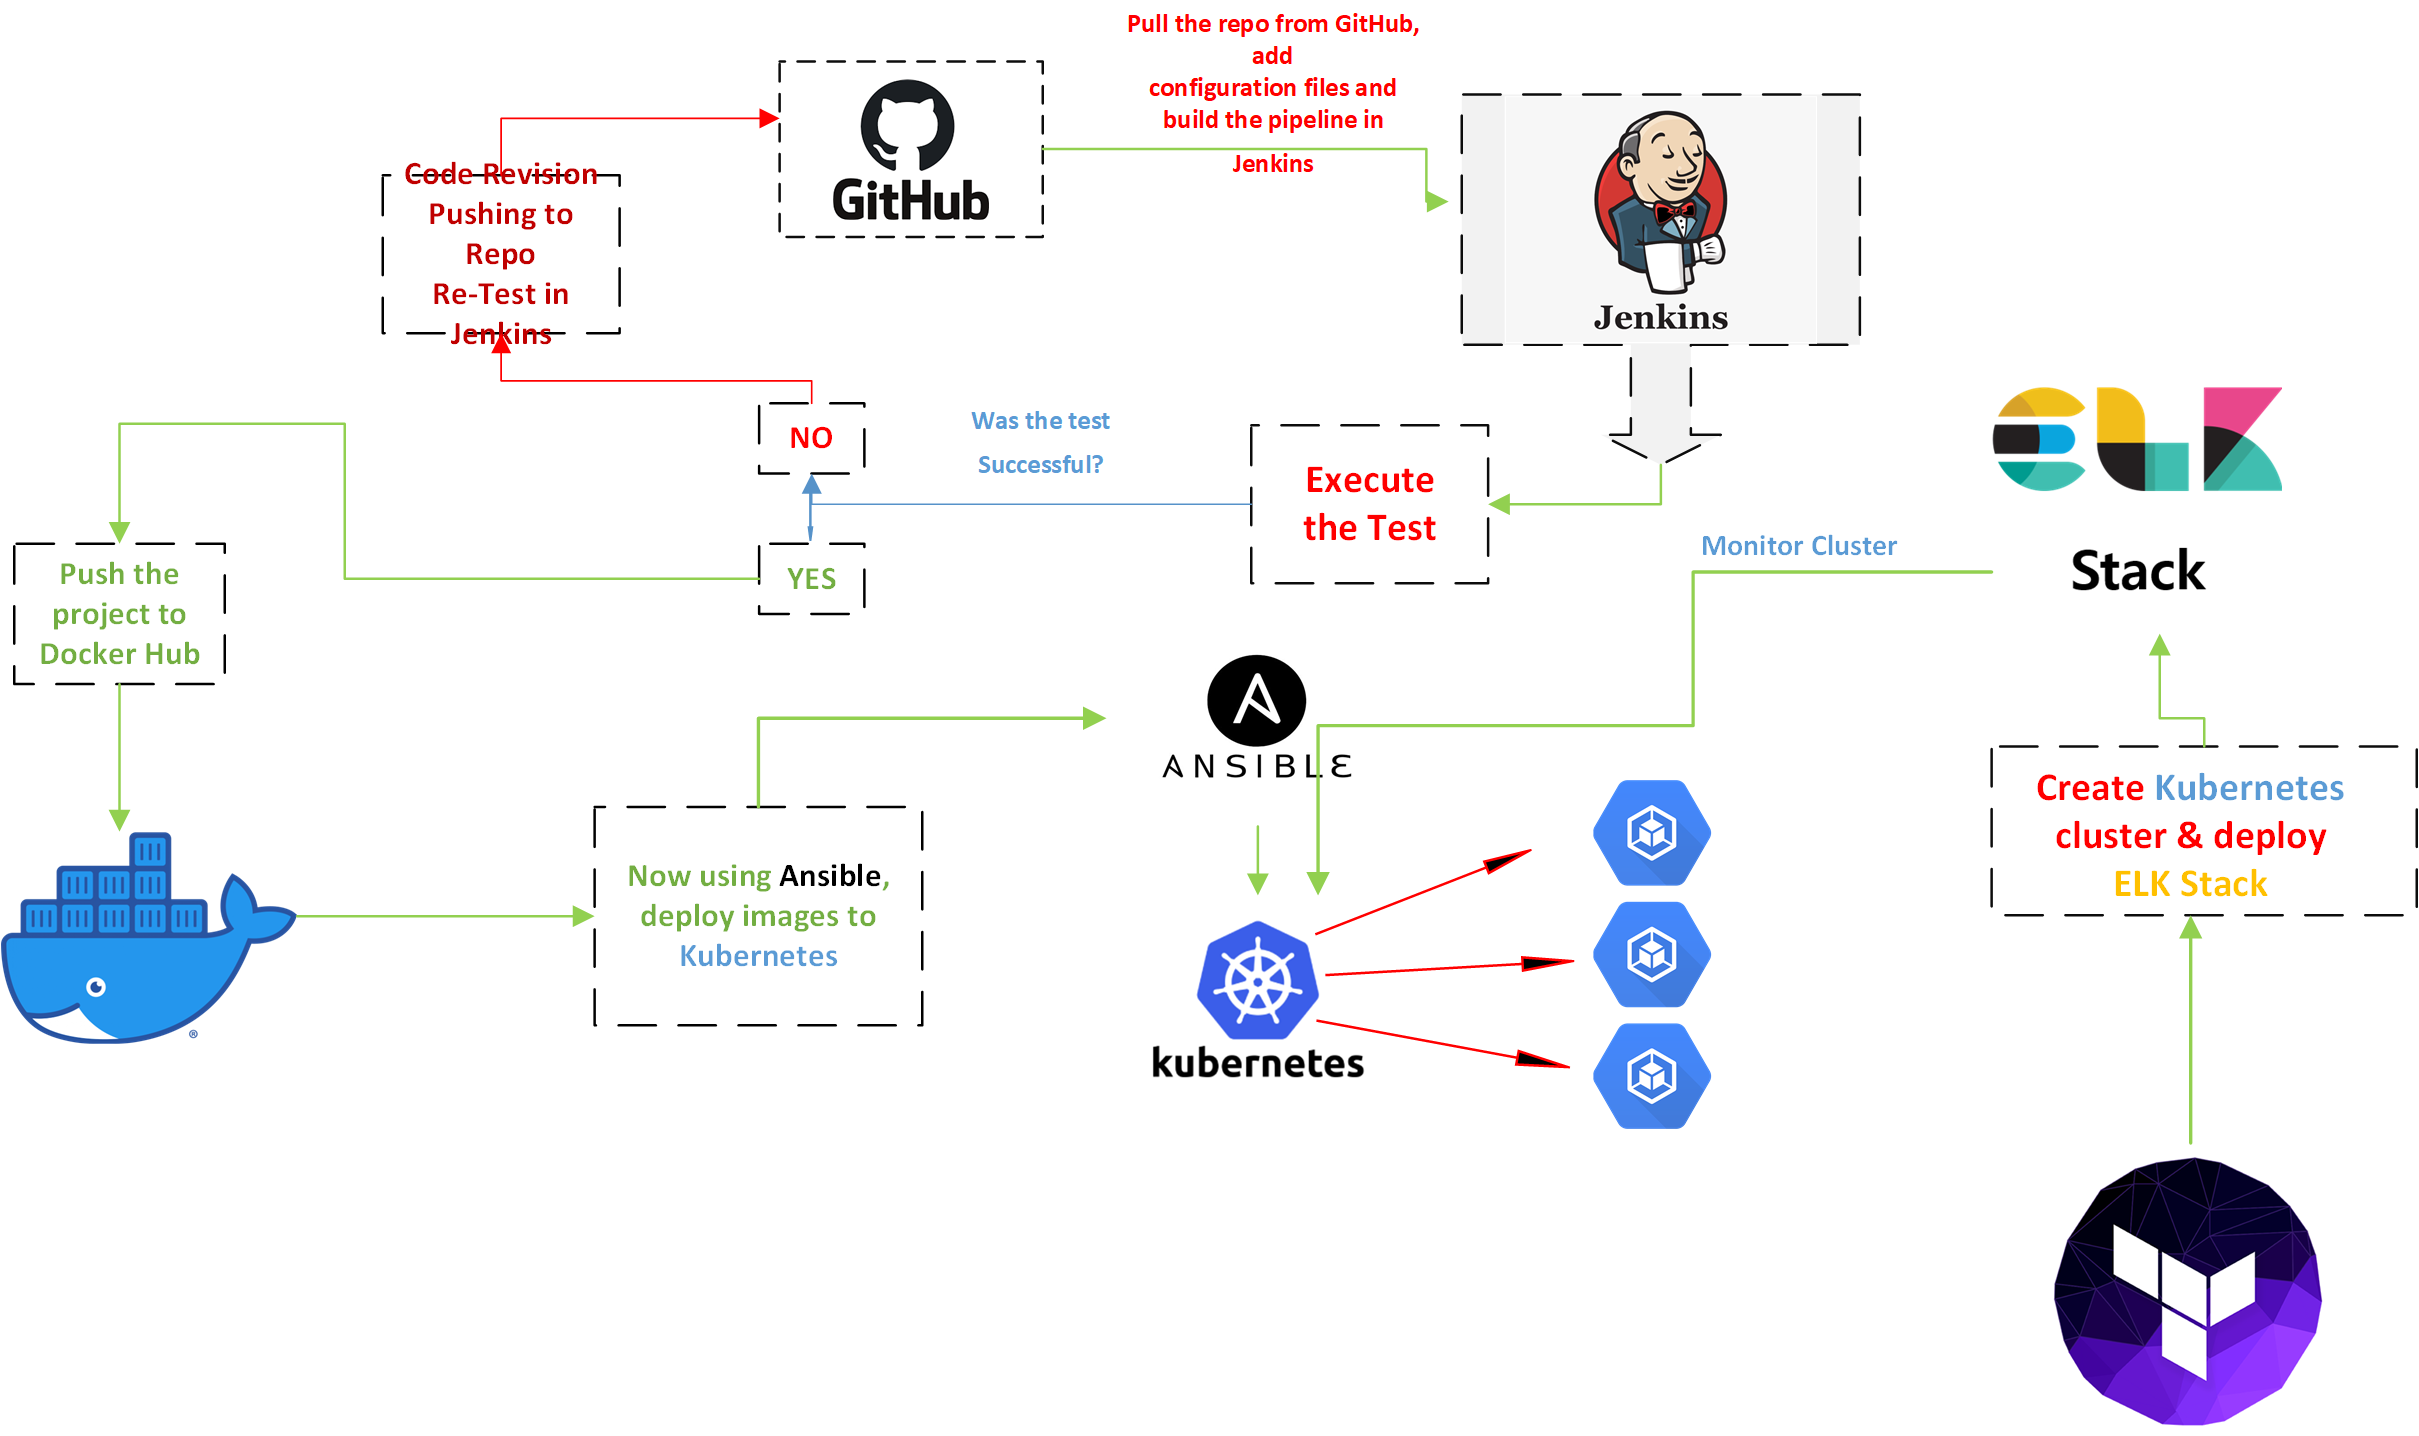 Pull the repo from GitHub,
add
configuration files and
build the pipeline in
Jenkins
GitHub
Jenkins
Code Revision
Pushing to
Repo
Re-Test in
Jenkins
NO
Was the test
Successful?
YES
Execute
the Test
Stack
Monitor Cluster
Push the
project to
Docker Hub
ANSIBLE
Now using Ansible,
deploy images to
Kubernetes
kubernetes
Create Kubernetes
cluster & deploy
ELK Stack
ELK
®